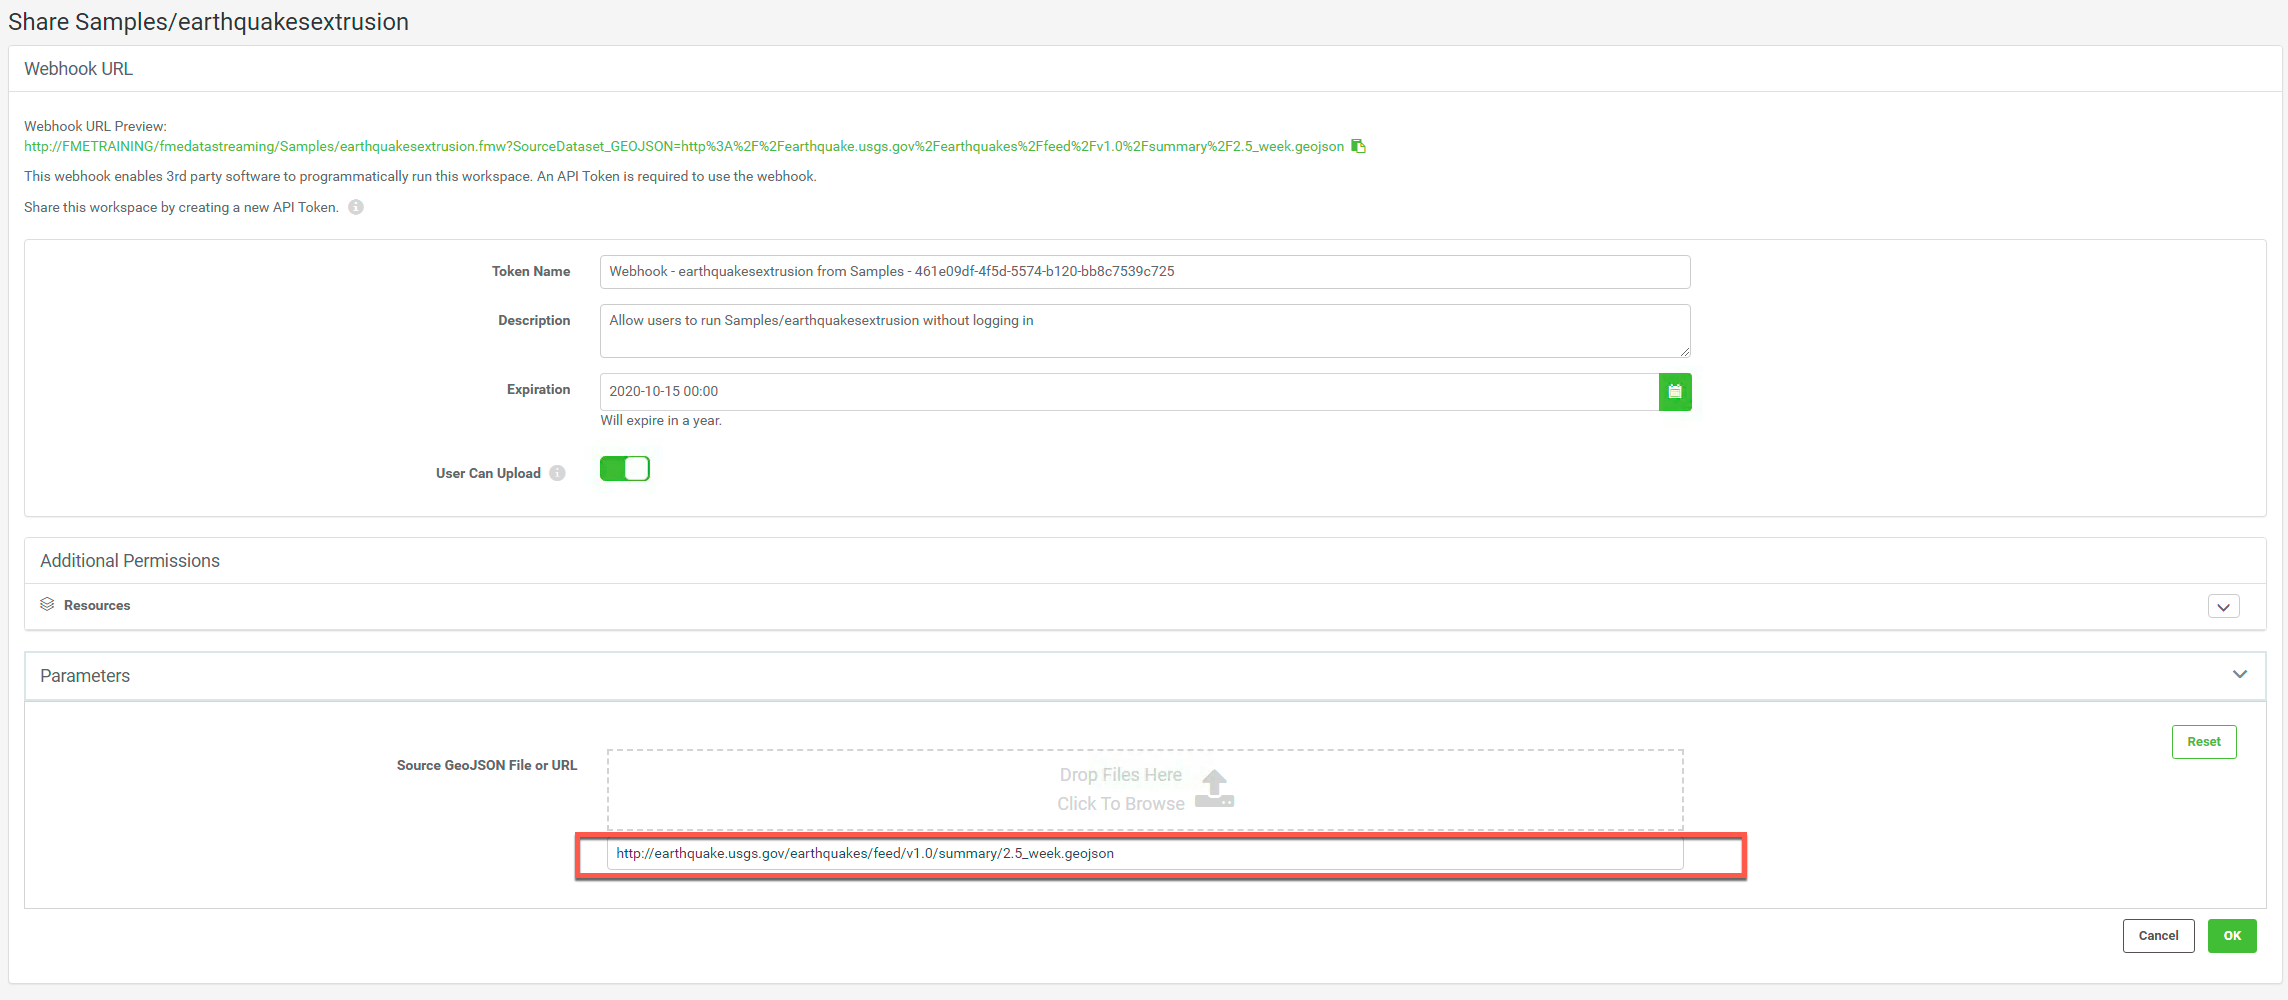 Share Samples/earthquakesextrusion
Webhook URL
Webhook URL Preview:
http://FMETRAINING/fmedatastreaming/Samples/earthquakesextrusion.fmw?SourceDataset_GEOJSON=http%3A%2F%2Fearthquake.usgs.gov%2Fearthquakes%2Ffeed%2Fv1.0%2Fsummary%2F2.5_week.geojson
This webhook enables 3rd party software to programmatically run this workspace. An API Token is required to use the webhook.
Share this workspace by creating a new API Token.
Token Name
Webhook - earthquakesextrusion from Samples - 461e09df-4f5d-5574-b120-bb8c7539c725
Description
Allow users to run Samples/earthquakesextrusion without logging in
Expiration
2020-10-15 00:00
Will expire in a year.
User Can Upload
Additional Permissions
Resources
Parameters
Reset
Source GeoJSON File or URL
Drop Files Here
Click To Browse
http://earthquake.usgs.gov/earthquakes/feed/v1.0/summary/2.5_week.geojson
Cancel
OK